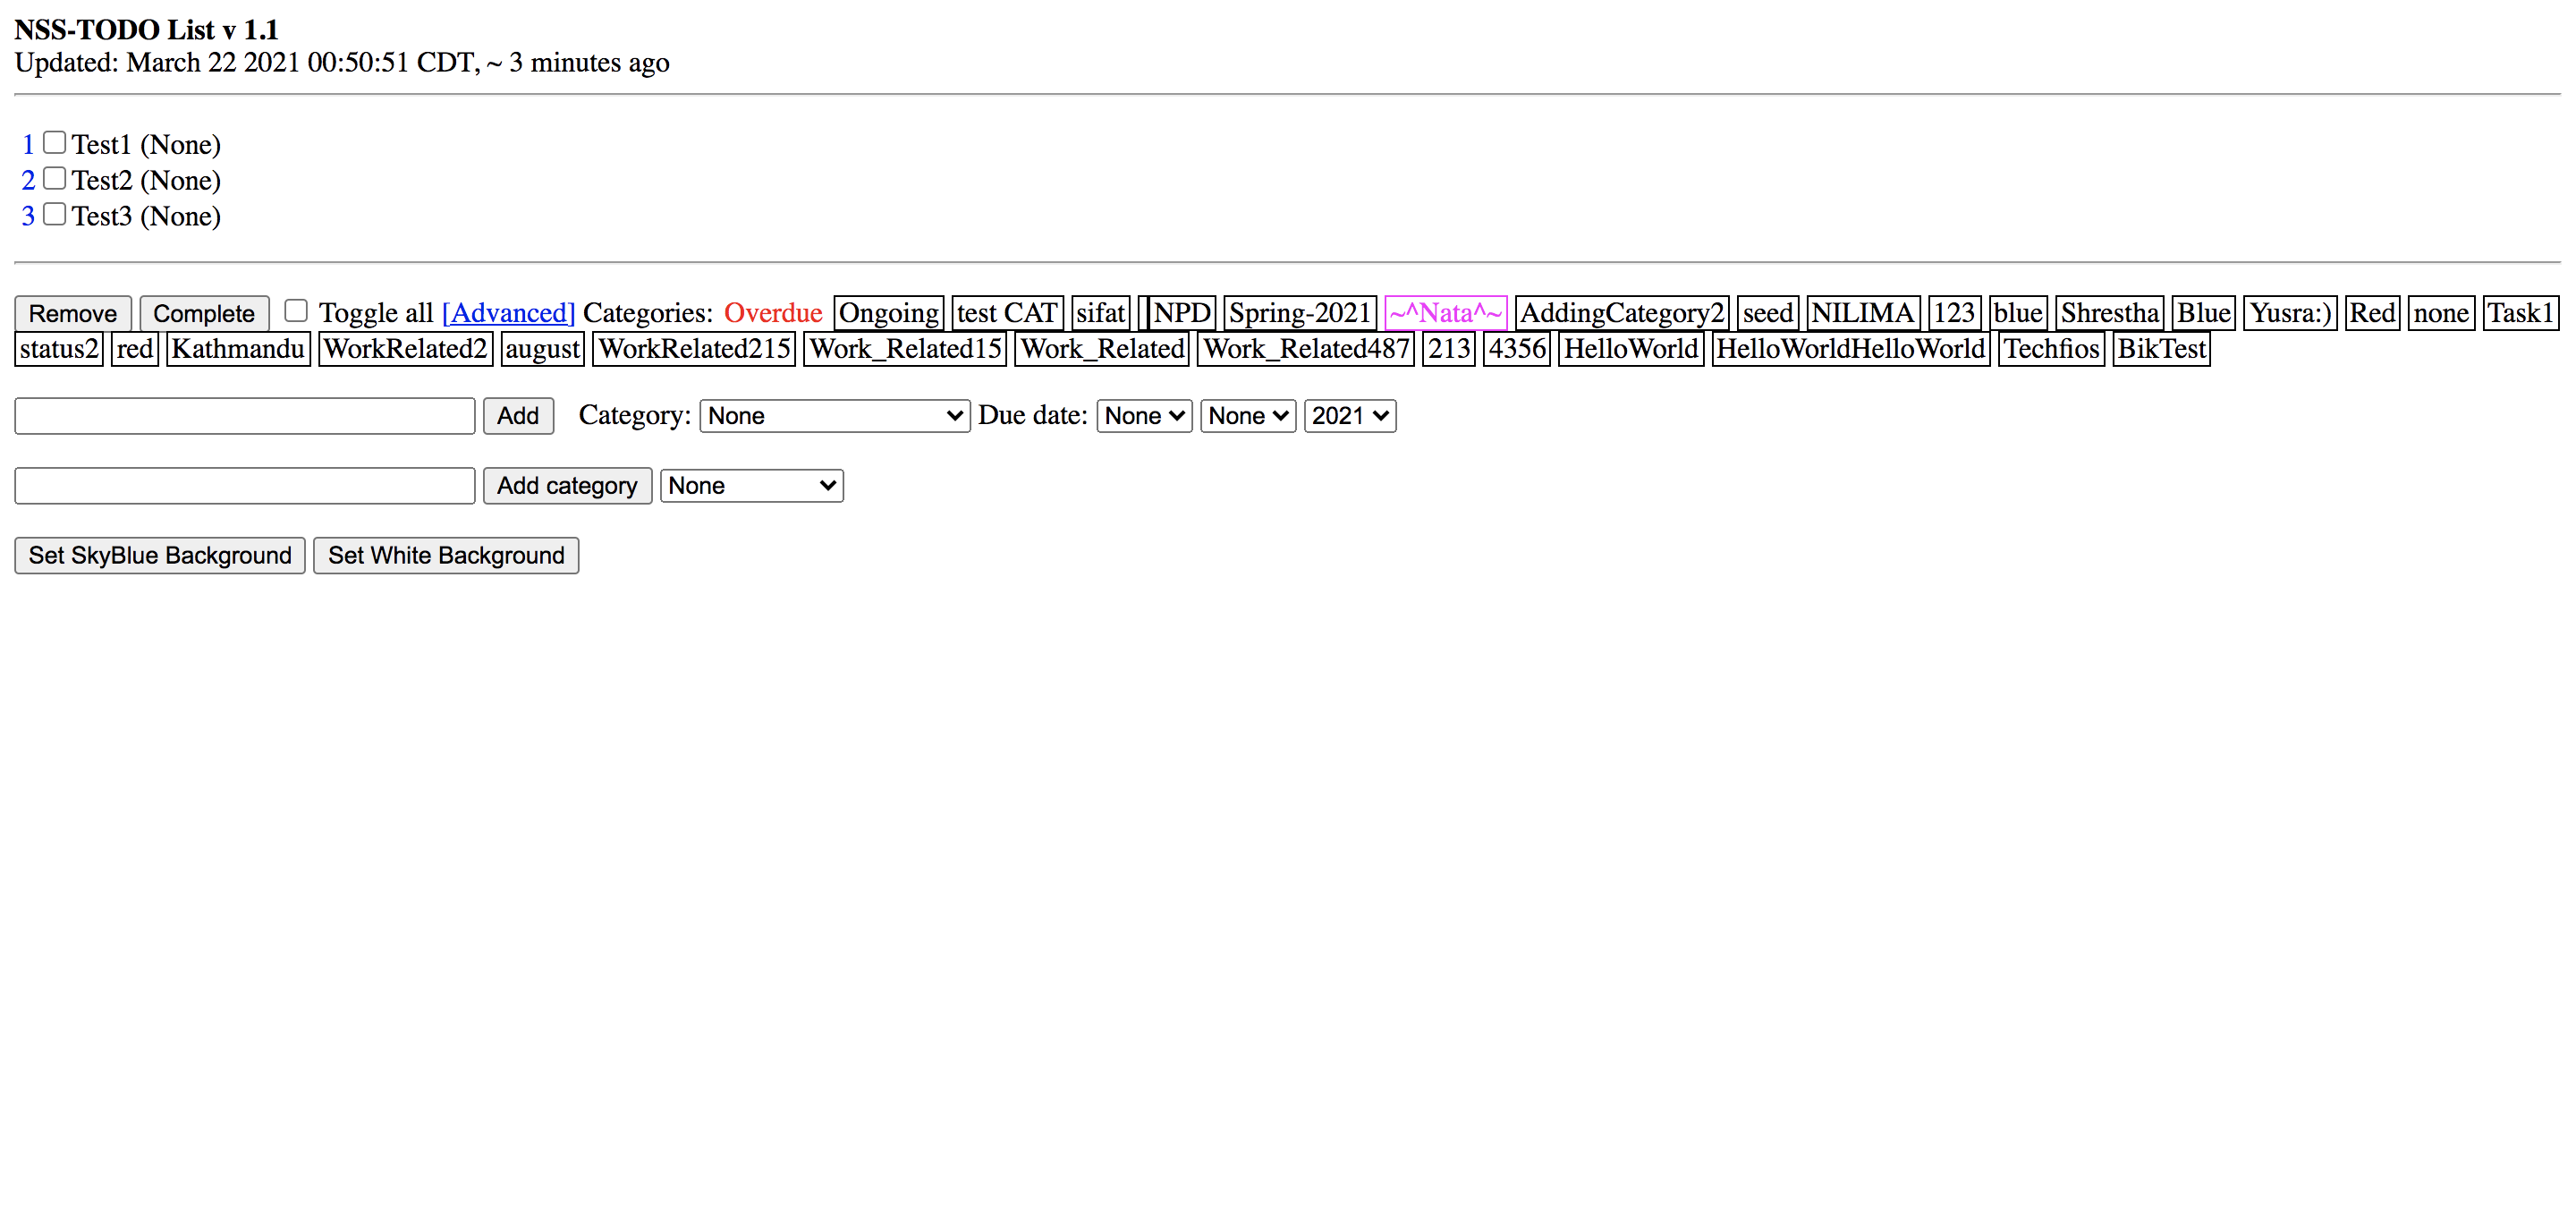 NSS-TODO List v 1.1
Updated: March 22 2021 00:50:51 CDT, ~ 3 minutes ago
1 Test1 (None)
2 Test2 (None)
3 Test3 (None)
Remove Complete Toggle all [Advanced] Categories: Overdue Ongoing test CAT sifat NPD Spring-2021 ~^Nata^~ AddingCategory2 seed NILIMA 123 blue Shrestha Blue Yusra:) Red none Task1
status2 red Kathmandu WorkRelated2 august WorkRelated215 Work_Related15 Work_Related Work_Related487 213 4356 HelloWorld HelloWorldHelloWorld Techfios BikTest
Add Category: None Due date: None None 2021
Add category None
Set SkyBlue Background Set White Background